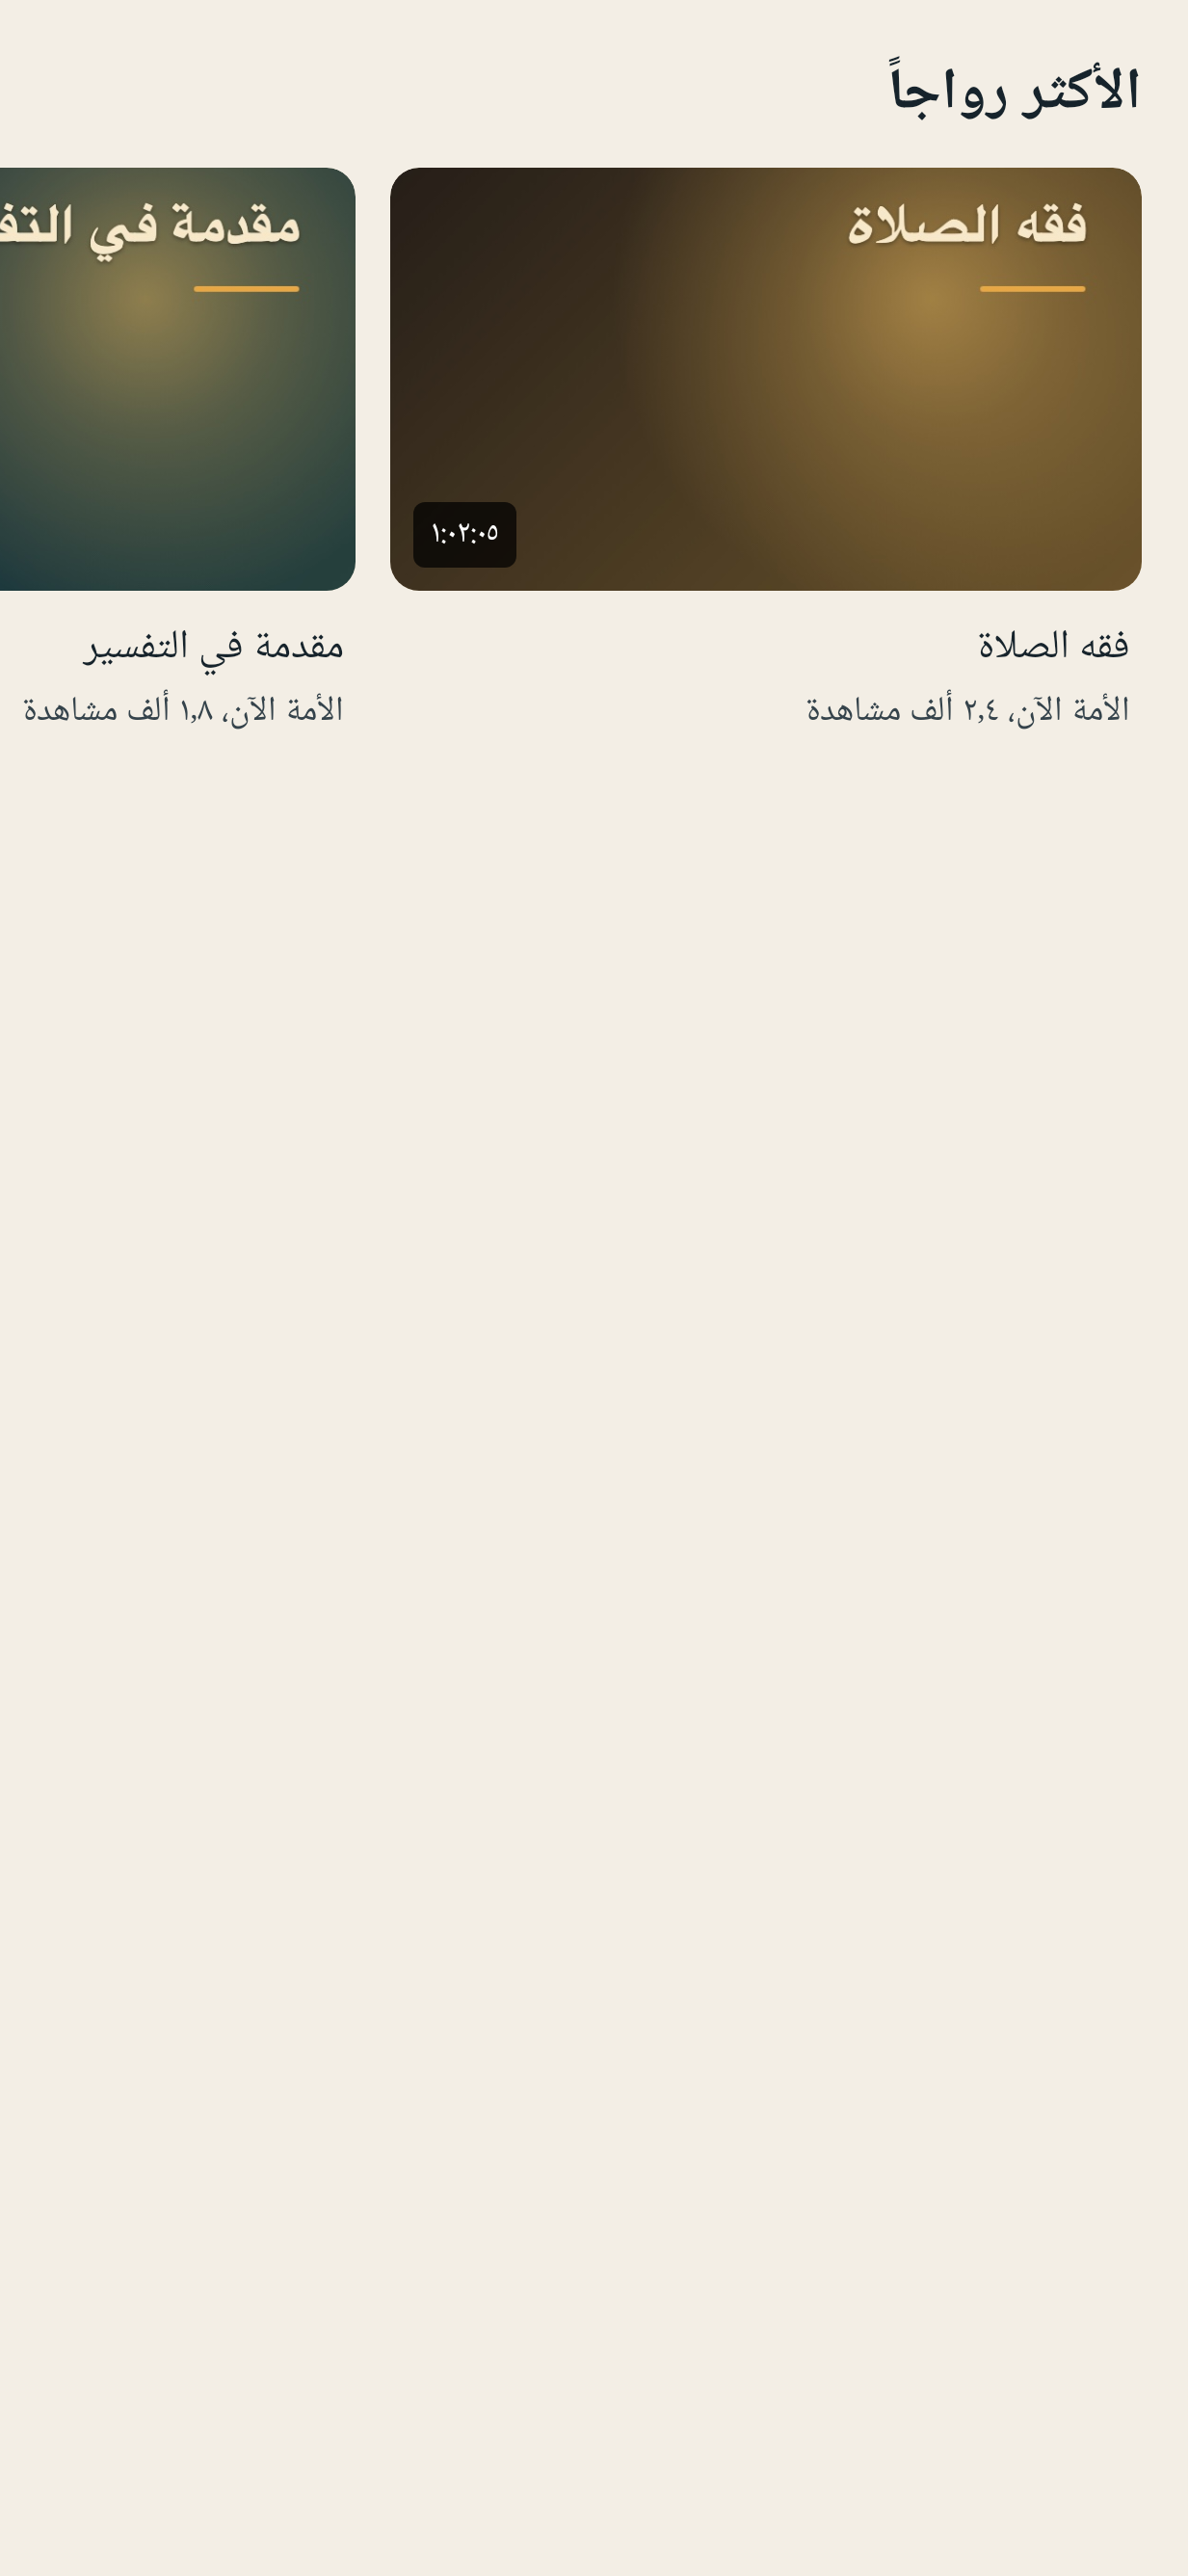 الأكثر رواجاً
فقه الصلاة
١:٠٢:٠٥
فقه الصلاة
الأمة الآن، ٢,٤ ألف مشاهدة
مقدمة في التف
مقدمة في التفسير
الأمة الآن، ١,٨ ألف مشاهدة